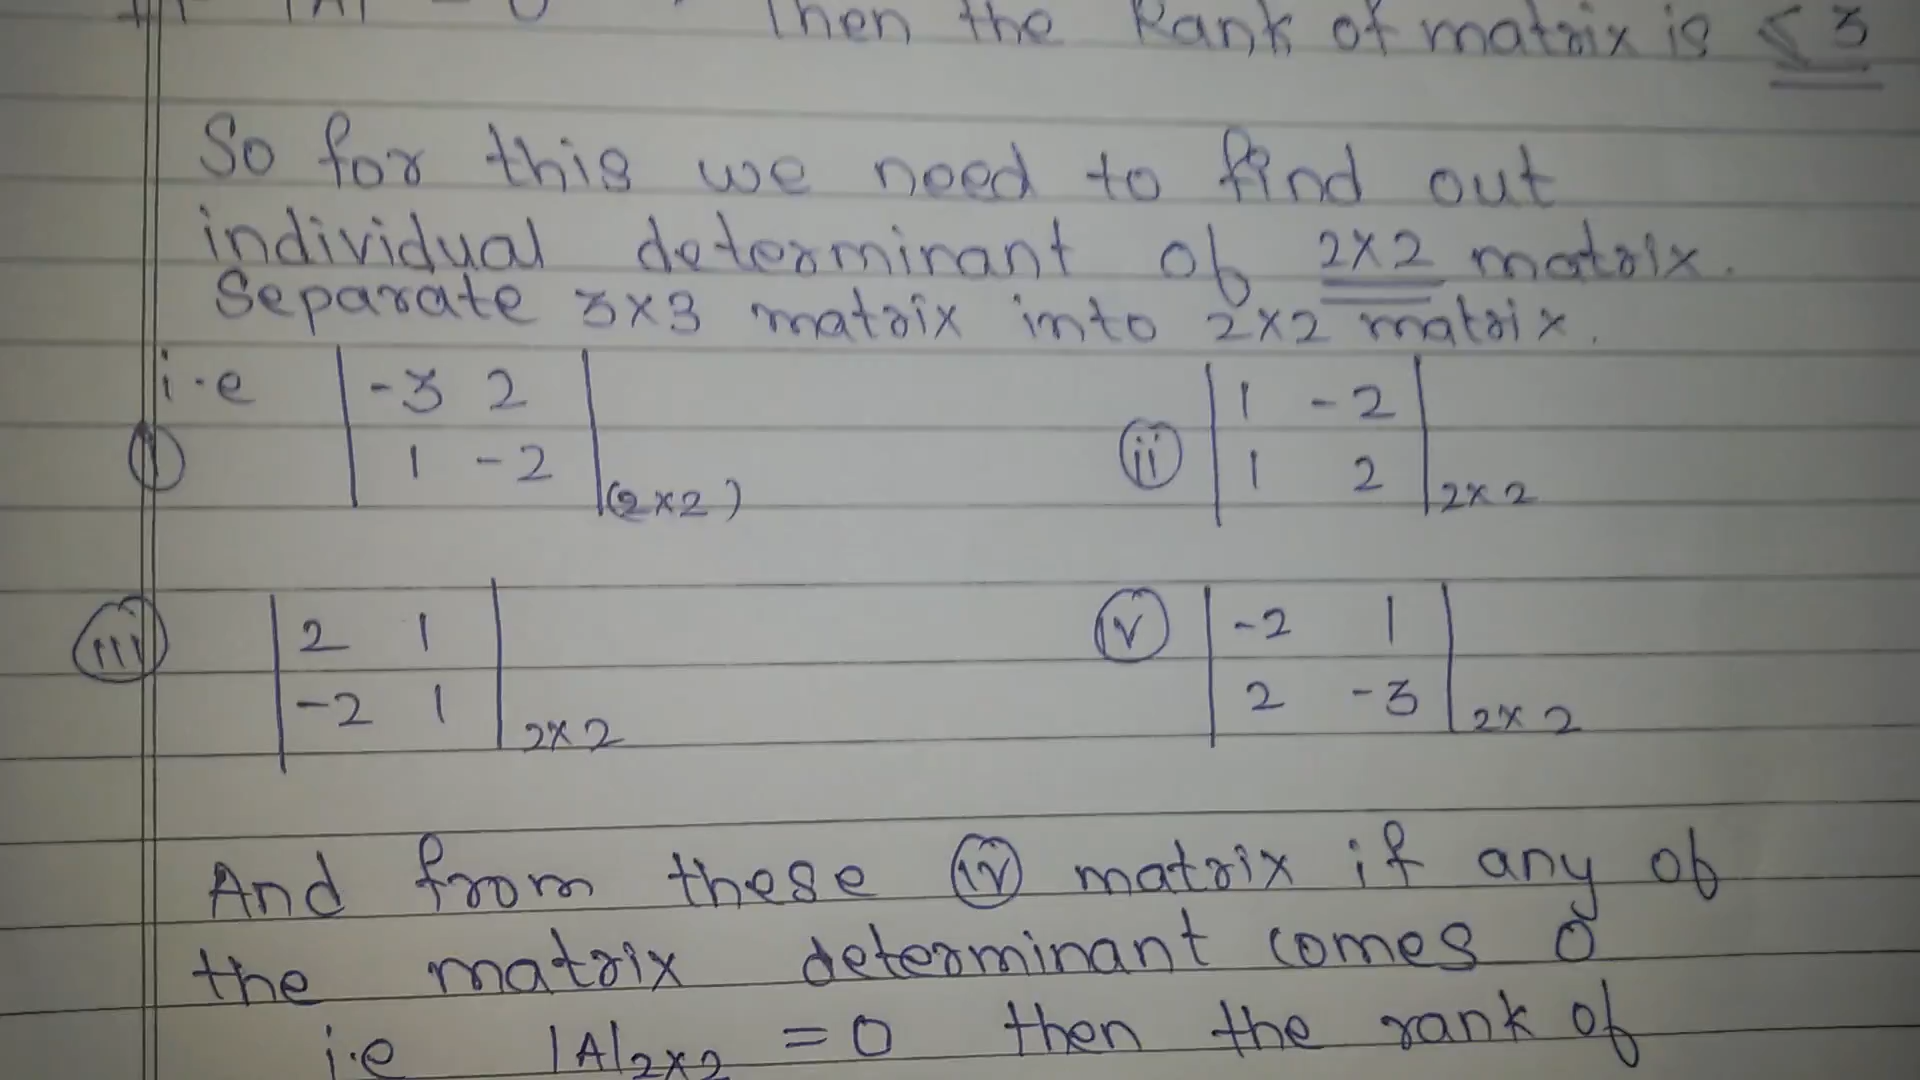 |A| = 0 Then the Rank of matrix is < 3
So for this we need to find out
individual determinant of 2×2 matrix.
Separate 3×3 matrix into 2×2 matrix.
i.e | -3 2 | (ii) | 1 -2 |
(i) | 1 -2 |(2×2) | 1 2 |2×2
(iii) | 2 1 | (iv) | -2 1 |
| -2 1 |2×2 | 2 -3 |2×2
And from these (iv) matrix if any of
the matrix determinant comes 0
i.e |A|2×2 = 0 then the rank of